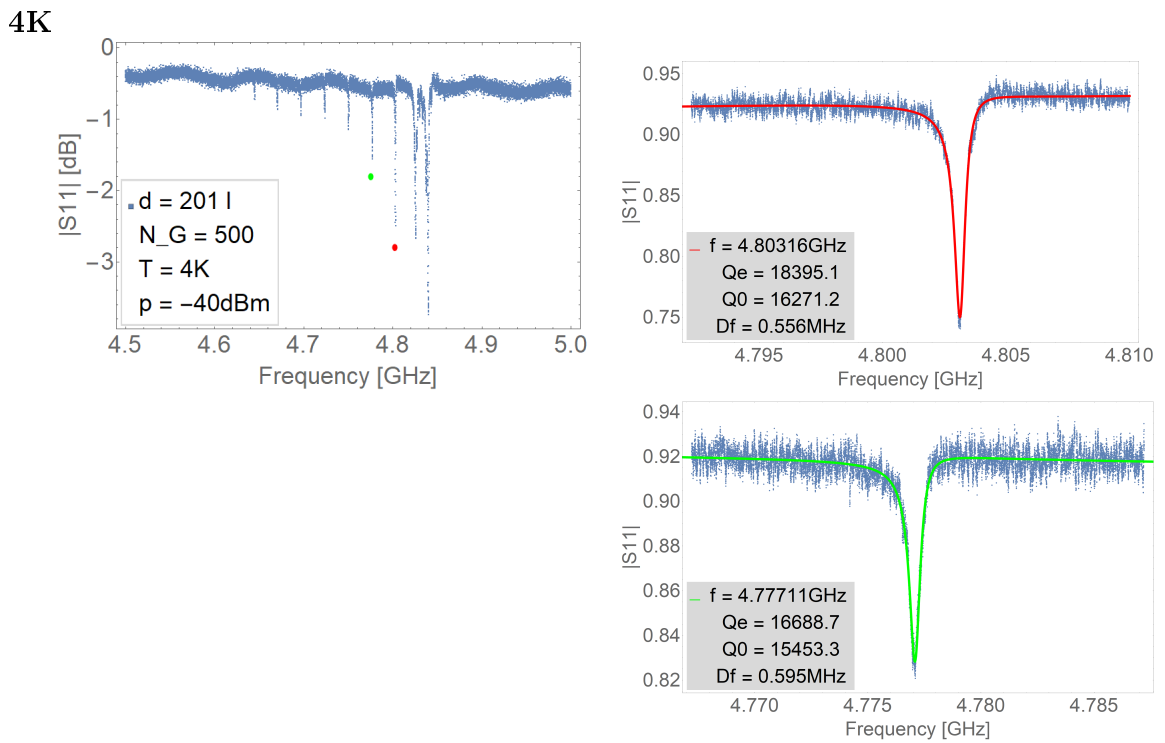 4K
0
−1
−2
−3
|S11| [dB]
d = 201 l
N_G = 500
T = 4K
p = −40dBm
4.5 4.6 4.7 4.8 4.9 5.0
Frequency [GHz]
0.95
0.90
0.85
0.80
0.75
|S11|
f = 4.80316GHz
Qe = 18395.1
Q0 = 16271.2
Df = 0.556MHz
4.795 4.800 4.805 4.810
Frequency [GHz]
0.94
0.92
0.90
0.88
0.86
0.84
0.82
|S11|
f = 4.77711GHz
Qe = 16688.7
Q0 = 15453.3
Df = 0.595MHz
4.770 4.775 4.780 4.785
Frequency [GHz]